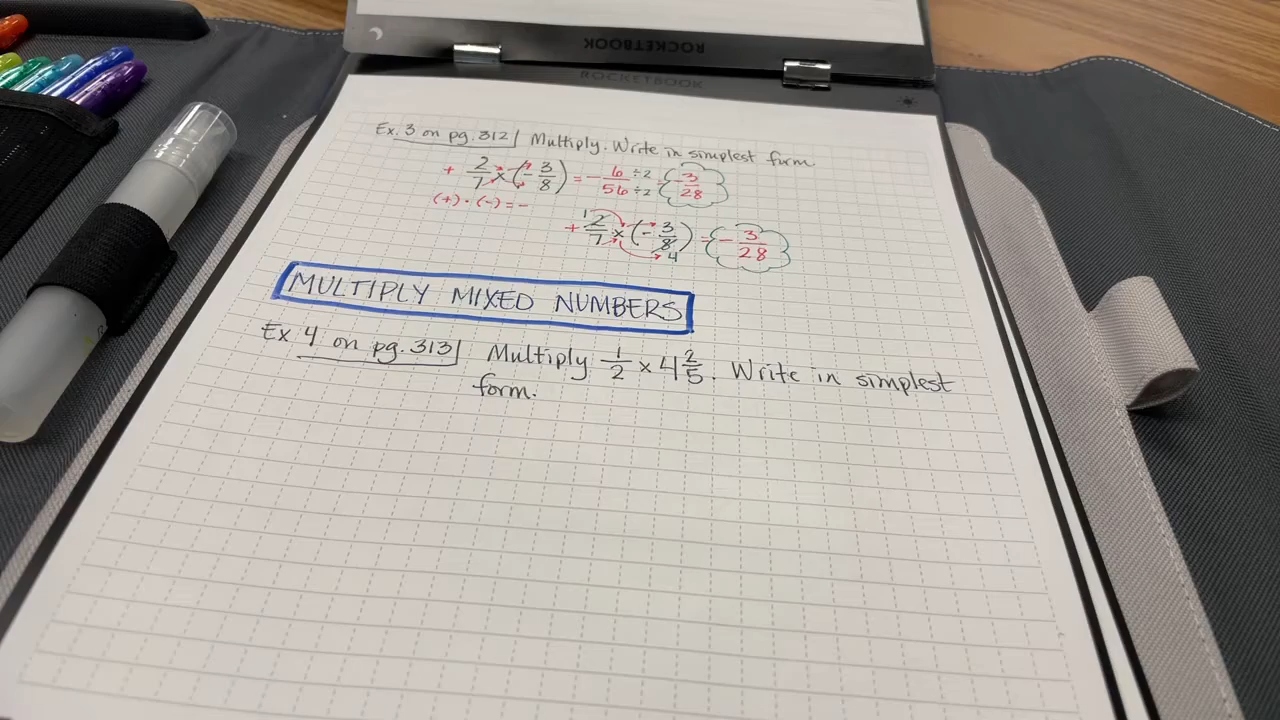 ROCKETBOOK
ROCKETBOOK
Ex. 3 on pg. 312 Multiply. Write in simplest form
+ 2/7 × (- 3/8) = - 6/56 ÷2/÷2 = - 3/28
(+) · (-) = -
+ 1 2/7 × (- 3/8) = - 3/28
4
MULTIPLY MIXED NUMBERS
Ex 4 on pg. 313 Multiply 1/2 × 4 2/5. Write in simplest
form.